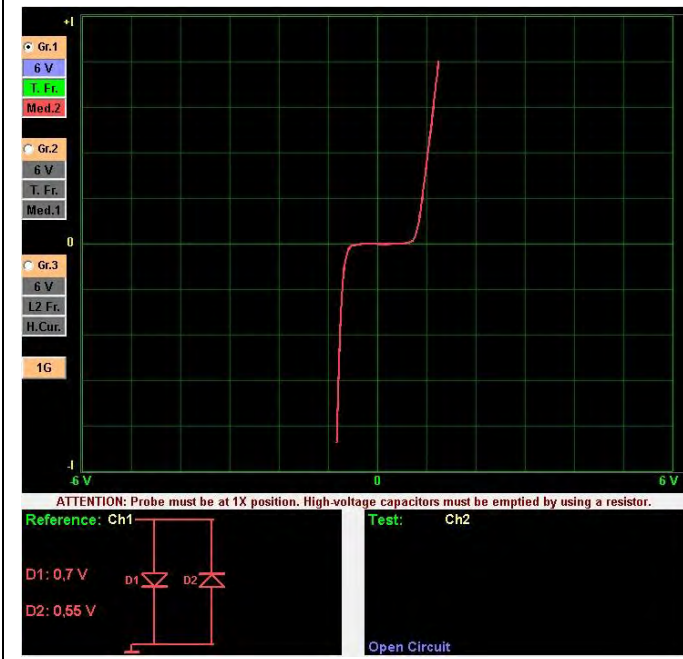 +I
Gr.1
6 V
T. Fr.
Med.2
Gr.2
6 V
T. Fr.
Med.1
0
Gr.3
6 V
L2 Fr.
H.Cur.
1G
-I
-6 V 0 6 V
ATTENTION: Probe must be at 1X position. High-voltage capacitors must be emptied by using a resistor.
Reference: Ch1
D1: 0,7 V
D1 D2
D2: 0,55 V
Test: Ch2
Open Circuit